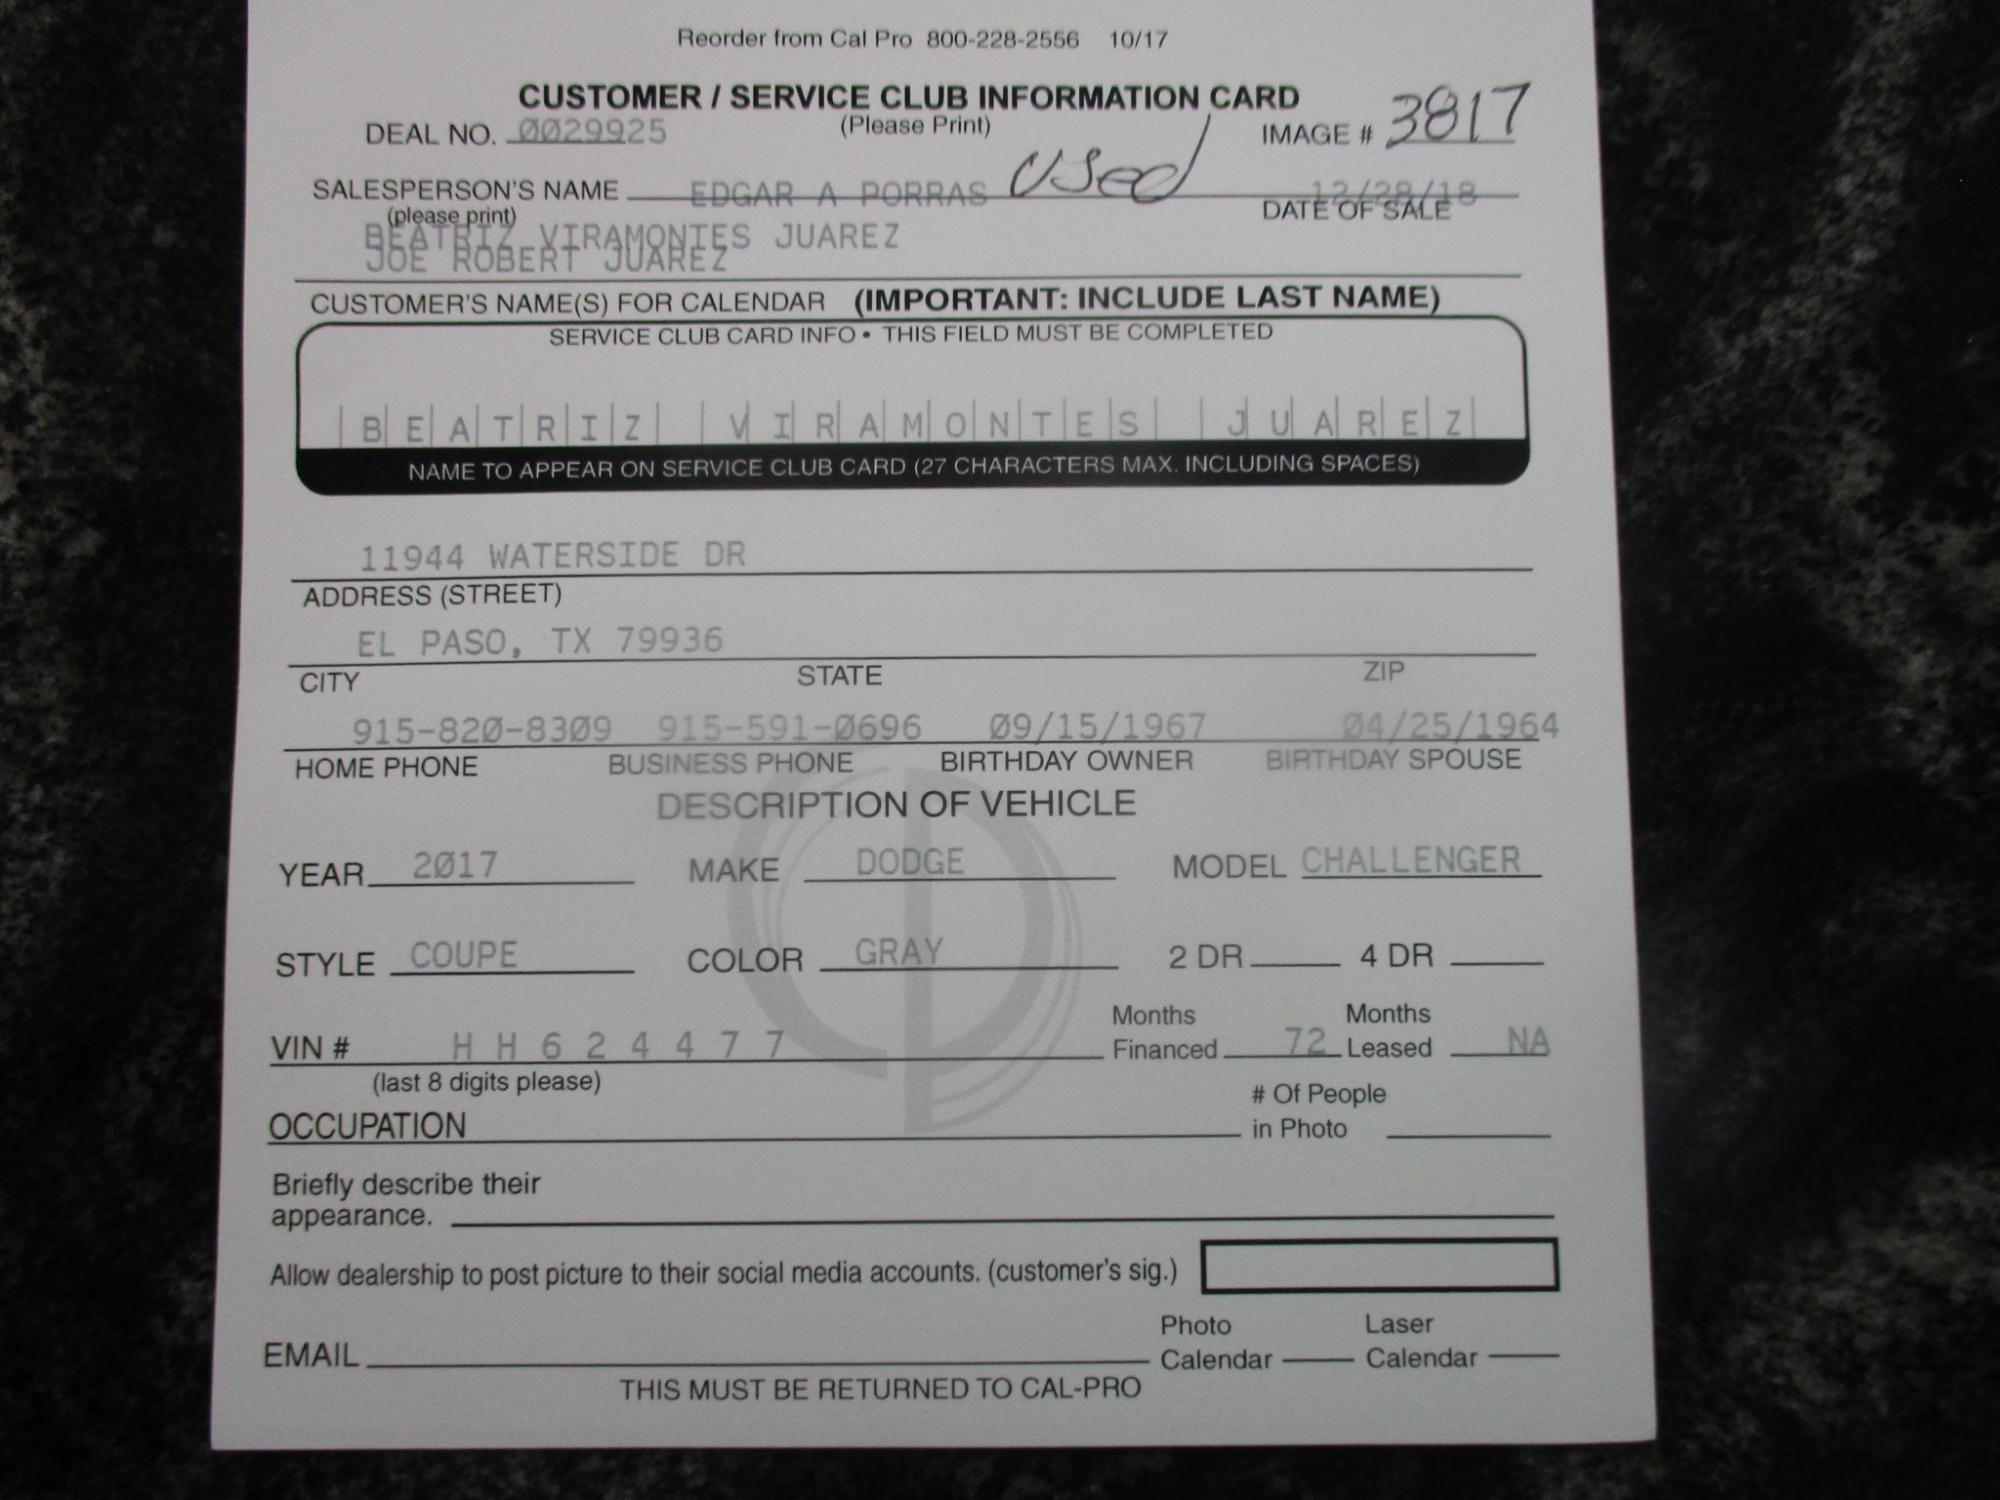 Reorder from Cal Pro 800-228-2556 10/17
CUSTOMER / SERVICE CLUB INFORMATION CARD
DEAL NO. 0029925 (Please Print) IMAGE # 3817
SALESPERSON'S NAME EDGAR A PORRAS Used 12/28/18
(please print) DATE OF SALE
BEATRIZ VIRAMONTES JUAREZ
JOE ROBERT JUAREZ
CUSTOMER'S NAME(S) FOR CALENDAR (IMPORTANT: INCLUDE LAST NAME)
SERVICE CLUB CARD INFO • THIS FIELD MUST BE COMPLETED
BEATRIZ VIRAMONTES JUAREZ
NAME TO APPEAR ON SERVICE CLUB CARD (27 CHARACTERS MAX. INCLUDING SPACES)
11944 WATERSIDE DR
ADDRESS (STREET)
EL PASO, TX 79936
CITY STATE ZIP
915-820-8309 915-591-0696 09/15/1967 04/25/1964
HOME PHONE BUSINESS PHONE BIRTHDAY OWNER BIRTHDAY SPOUSE
DESCRIPTION OF VEHICLE
YEAR 2017 MAKE DODGE MODEL CHALLENGER
STYLE COUPE COLOR GRAY 2 DR 4 DR
Months Months
VIN # HH624477 Financed 72 Leased NA
(last 8 digits please)
# Of People
OCCUPATION in Photo
Briefly describe their
appearance.
Allow dealership to post picture to their social media accounts. (customer's sig.)
Photo Laser
EMAIL Calendar Calendar
THIS MUST BE RETURNED TO CAL-PRO